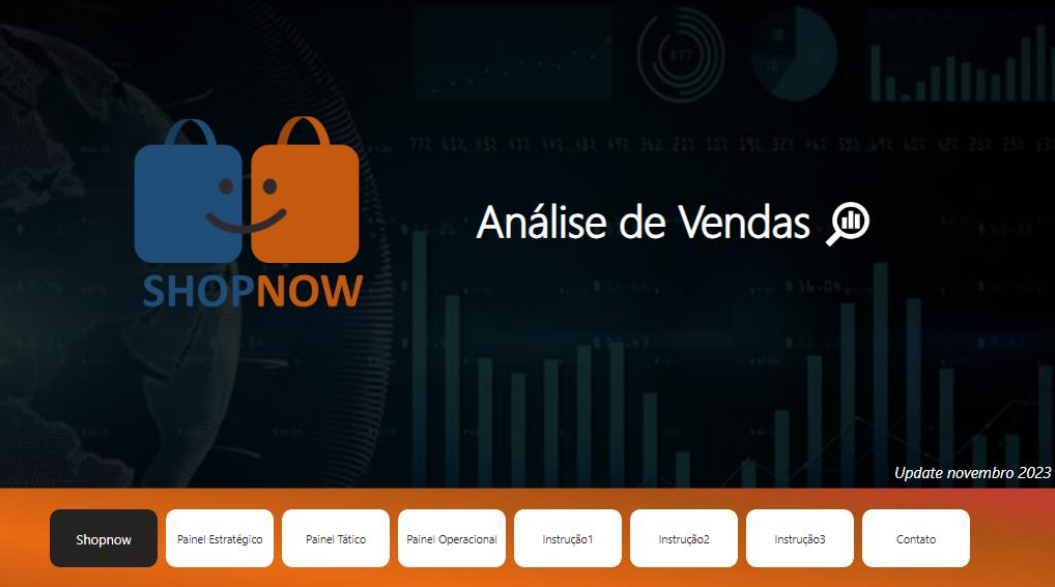 SHOPNOW
Análise de Vendas
Update novembro 2023
Shopnow
Painel Estratégico
Painel Tático
Painel Operacional
Instrução1
Instrução2
Instrução3
Contato